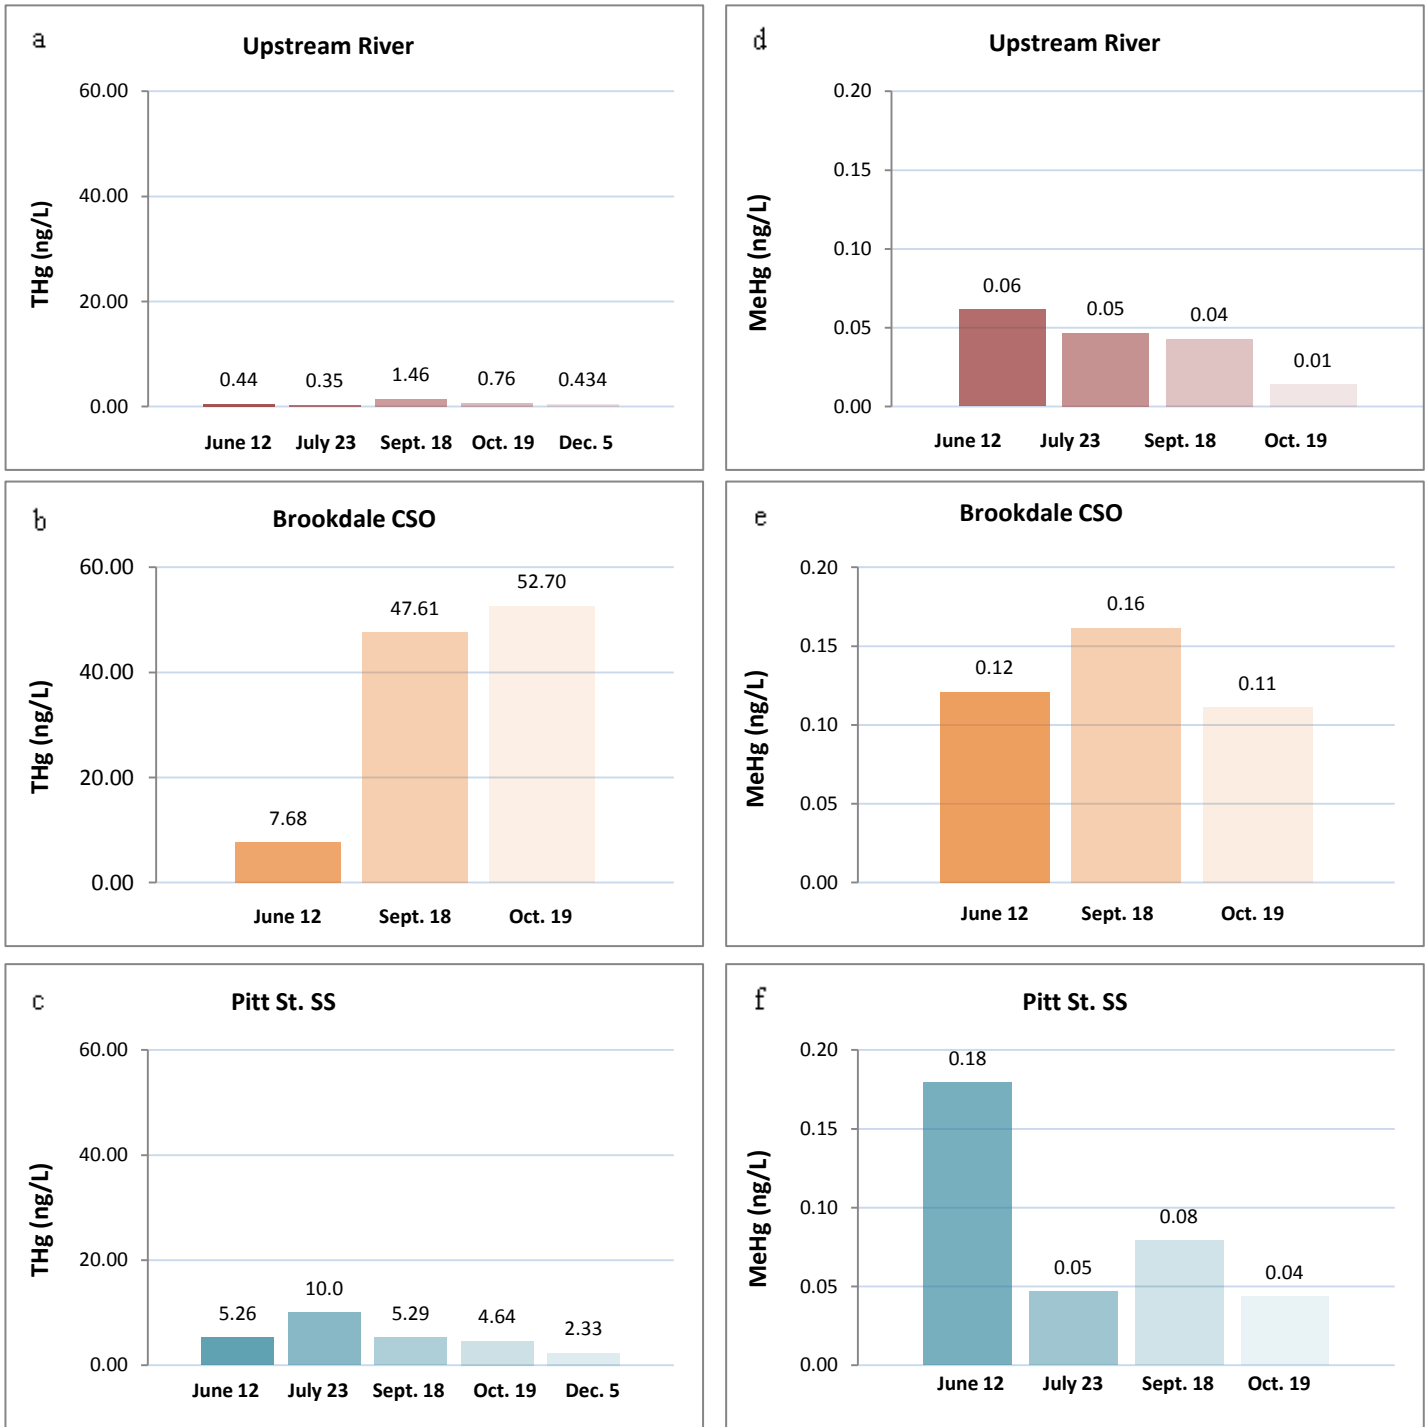 a
Upstream River
THg (ng/L)
60.00
40.00
20.00
0.00
0.44
0.35
1.46
0.76
0.434
June 12 July 23 Sept. 18 Oct. 19 Dec. 5
d
Upstream River
MeHg (ng/L)
0.20
0.15
0.10
0.05
0.00
0.06
0.05
0.04
0.01
June 12 July 23 Sept. 18 Oct. 19
b
Brookdale CSO
THg (ng/L)
60.00
40.00
20.00
0.00
7.68
47.61
52.70
June 12 Sept. 18 Oct. 19
e
Brookdale CSO
MeHg (ng/L)
0.20
0.15
0.10
0.05
0.00
0.12
0.16
0.11
June 12 Sept. 18 Oct. 19
c
Pitt St. SS
THg (ng/L)
60.00
40.00
20.00
0.00
5.26
10.0
5.29
4.64
2.33
June 12 July 23 Sept. 18 Oct. 19 Dec. 5
f
Pitt St. SS
MeHg (ng/L)
0.20
0.15
0.10
0.05
0.00
0.18
0.05
0.08
0.04
June 12 July 23 Sept. 18 Oct. 19